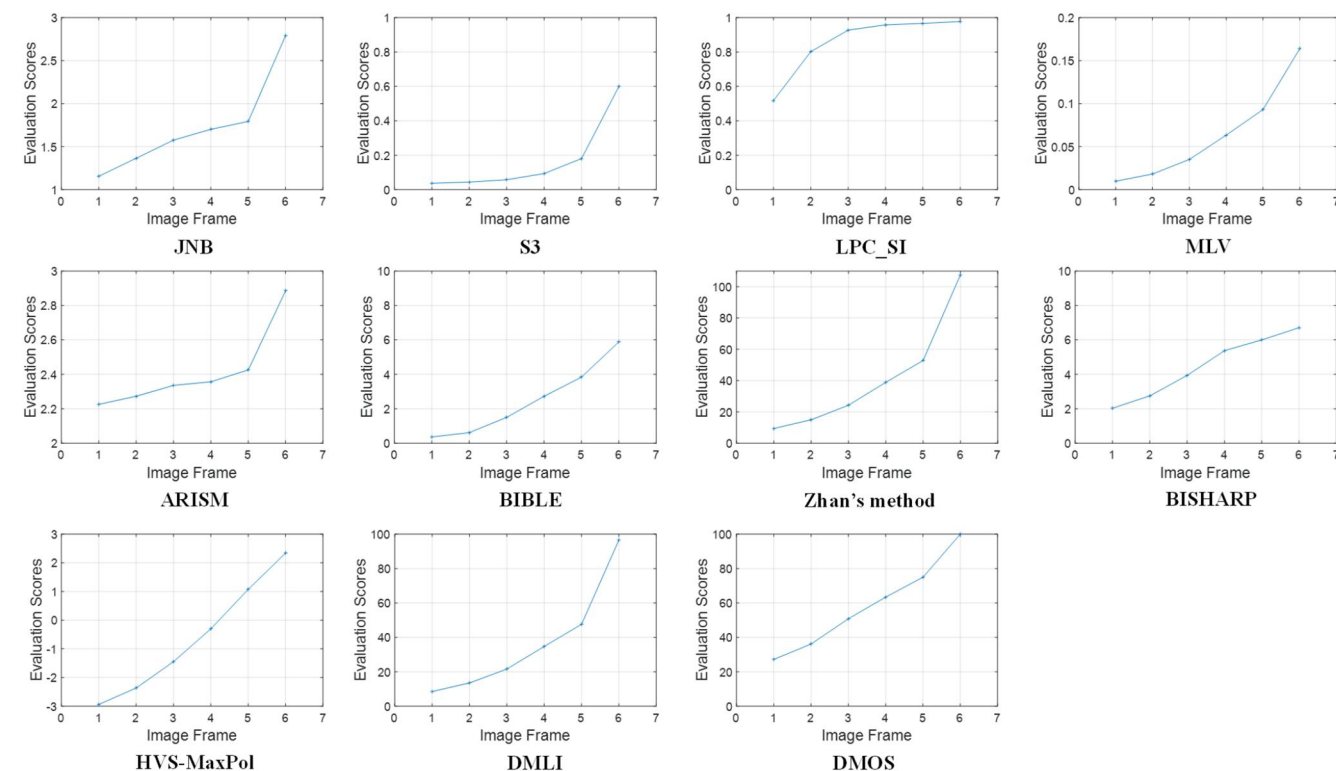 3
2.5
2
1.5
1
Evaluation Scores
0 1 2 3 4 5 6 7
Image Frame
JNB
1
0.8
0.6
0.4
0.2
0
Evaluation Scores
0 1 2 3 4 5 6 7
Image Frame
S3
1
0.8
0.6
0.4
0.2
0
Evaluation Scores
0 1 2 3 4 5 6 7
Image Frame
LPC_SI
0.2
0.15
0.1
0.05
0
Evaluation Scores
0 1 2 3 4 5 6 7
Image Frame
MLV
3
2.8
2.6
2.4
2.2
2
Evaluation Scores
0 1 2 3 4 5 6 7
Image Frame
ARISM
10
8
6
4
2
0
Evaluation Scores
0 1 2 3 4 5 6 7
Image Frame
BIBLE
100
80
60
40
20
0
Evaluation Scores
0 1 2 3 4 5 6 7
Image Frame
Zhan's method
10
8
6
4
2
0
Evaluation Scores
0 1 2 3 4 5 6 7
Image Frame
BISHARP
3
2
1
0
-1
-2
-3
Evaluation Scores
0 1 2 3 4 5 6 7
Image Frame
HVS-MaxPol
100
80
60
40
20
0
Evaluation Scores
0 1 2 3 4 5 6 7
Image Frame
DMLI
100
80
60
40
20
0
Evaluation Scores
0 1 2 3 4 5 6 7
Image Frame
DMOS